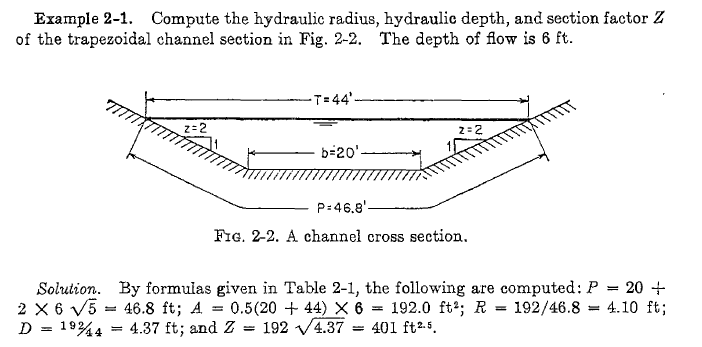 Example 2-1. Compute the hydraulic radius, hydraulic depth, and section factor Z
of the trapezoidal channel section in Fig. 2-2. The depth of flow is 6 ft.
T=44'
z=2
1
z=2
1
b=20'
P=46.8'
FIG. 2-2. A channel cross section.
Solution. By formulas given in Table 2-1, the following are computed: P = 20 +
2 × 6 √5 = 46.8 ft; A = 0.5(20 + 44) × 6 = 192.0 ft²; R = 192/46.8 = 4.10 ft;
D = 192/44 = 4.37 ft; and Z = 192 √4.37 = 401 ft²·⁵.